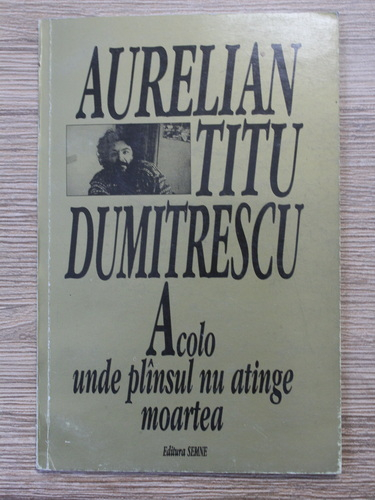 AURELIAN
TITU
DUMITRESCU
Acolo
unde plînsul nu atinge
moartea
Editura SEMNE